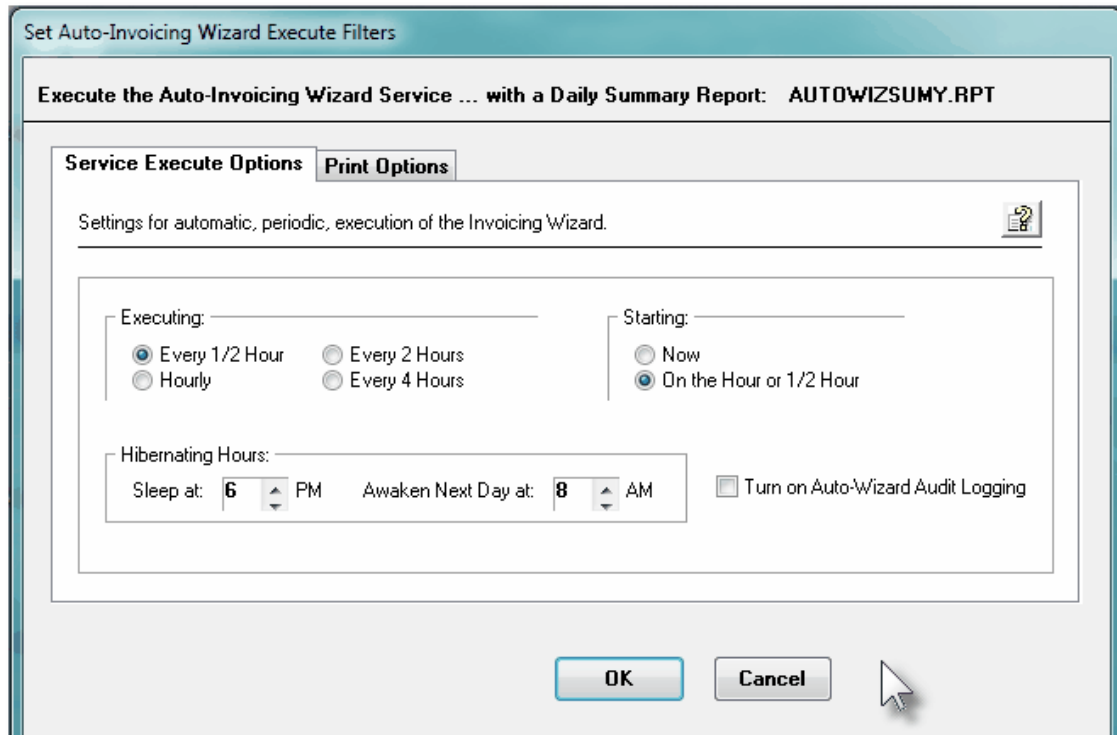 Set Auto-Invoicing Wizard Execute Filters
Execute the Auto-Invoicing Wizard Service ... with a Daily Summary Report: AUTOWIZSUMY.RPT
Service Execute Options Print Options
Settings for automatic, periodic, execution of the Invoicing Wizard.
Executing: Starting:
Every 1/2 Hour Every 2 Hours Now
Hourly Every 4 Hours On the Hour or 1/2 Hour
Hibernating Hours:
Sleep at: 6 PM Awaken Next Day at: 8 AM Turn on Auto-Wizard Audit Logging
OK Cancel